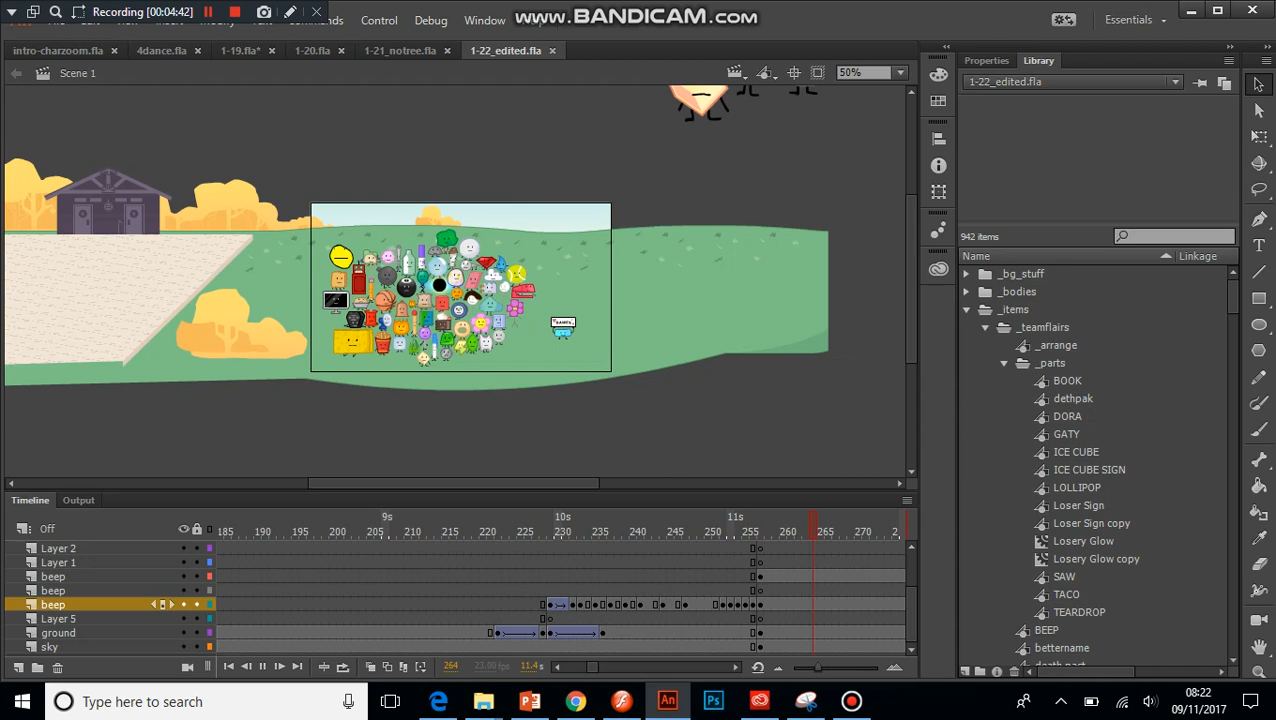 Recording [00:04:42]
www.BANDICAM.com
Control Debug Window
Essentials
intro-charzoom.fla 4dance.fla 1-19.fla* 1-20.fla 1-21_notree.fla 1-22_edited.fla
Scene 1
50%
Properties Library
1-22_edited.fla
942 items
Name Linkage
_bg_stuff
_bodies
_items
_teamflairs
_arrange
_parts
BOOK
dethpak
DORA
GATY
ICE CUBE
ICE CUBE SIGN
LOLLIPOP
Loser Sign
Loser Sign copy
Losery Glow
Losery Glow copy
SAW
TACO
TEARDROP
BEEP
bettername
Timeline Output
Off
9s 10s 11s
185 190 195 200 205 210 215 220 225 230 235 240 245 250 255 260 265 270
Layer 2
Layer 1
beep
beep
beep
Layer 5
ground
sky
264 23.00 fps 11.4s
Type here to search
08:22
09/11/2017